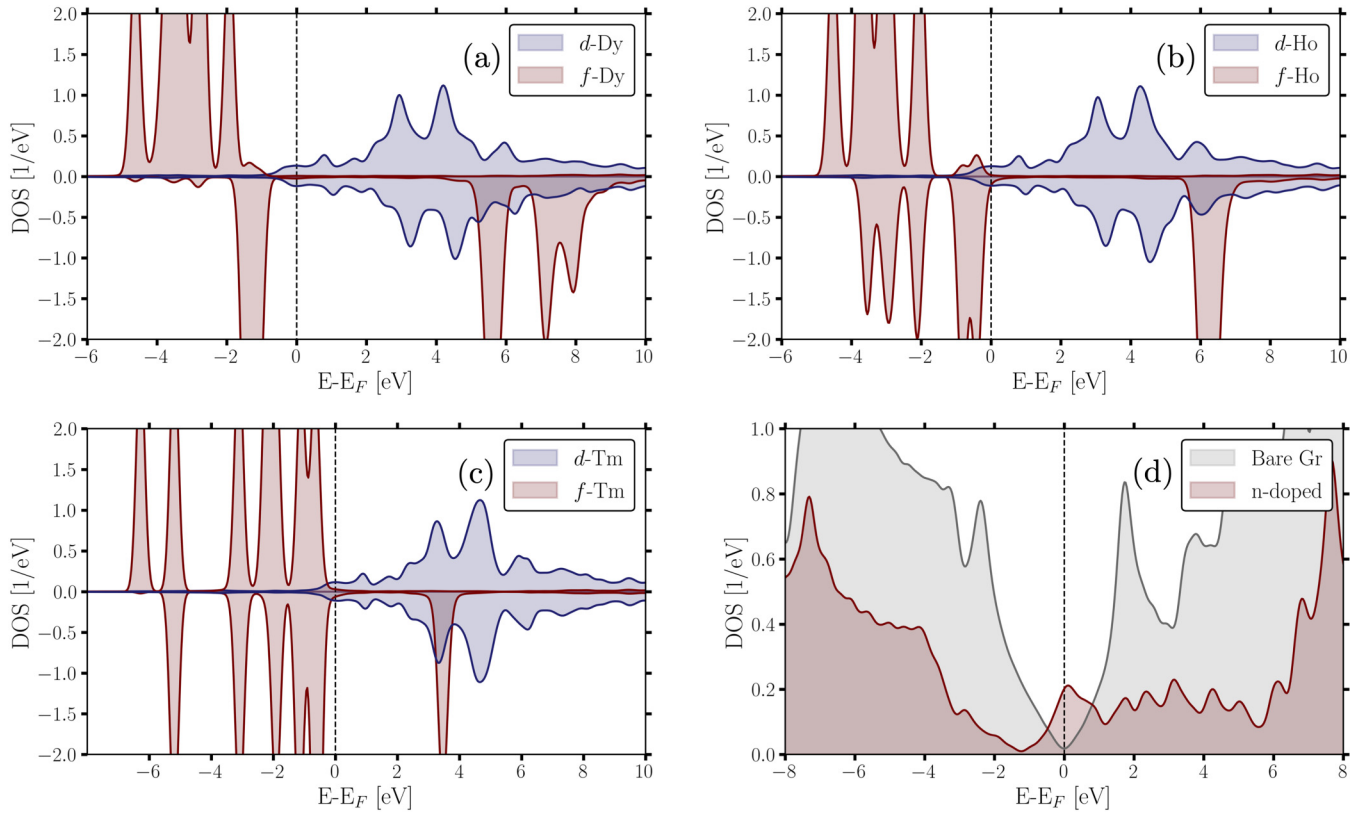 2.0
1.5
1.0
0.5
0.0
−0.5
−1.0
−1.5
−2.0
DOS [1/eV]
(a)
d-Dy
f-Dy
−6 −4 −2 0 2 4 6 8 10
E-E_F [eV]
2.0
1.5
1.0
0.5
0.0
−0.5
−1.0
−1.5
−2.0
DOS [1/eV]
(b)
d-Ho
f-Ho
−6 −4 −2 0 2 4 6 8 10
E-E_F [eV]
2.0
1.5
1.0
0.5
0.0
−0.5
−1.0
−1.5
−2.0
DOS [1/eV]
(c)
d-Tm
f-Tm
−6 −4 −2 0 2 4 6 8 10
E-E_F [eV]
1.0
0.8
0.6
0.4
0.2
0.0
DOS [1/eV]
(d)
Bare Gr
n-doped
−8 −6 −4 −2 0 2 4 6 8
E-E_F [eV]